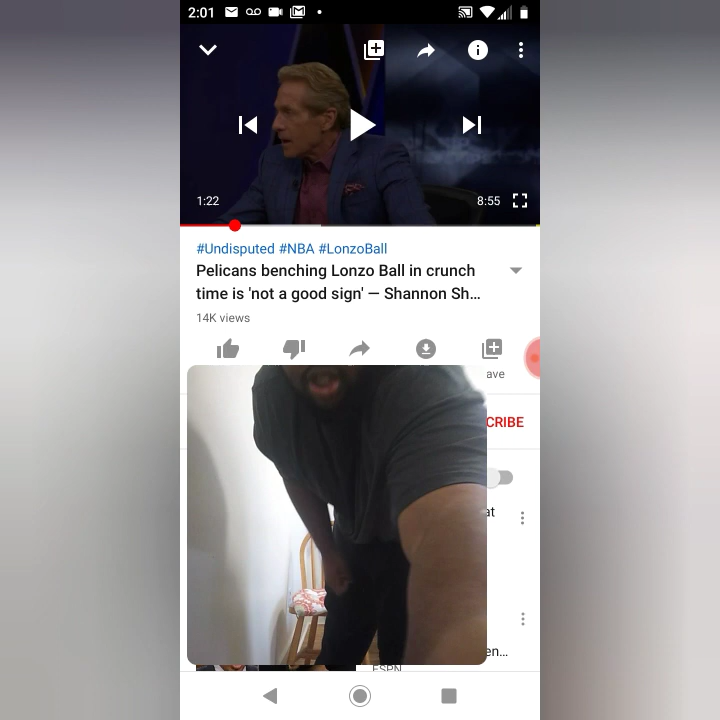 2:01
1:22
8:55
#Undisputed #NBA #LonzoBall
Pelicans benching Lonzo Ball in crunch
time is 'not a good sign' — Shannon Sh...
14K views
ave
CRIBE
at
en...
ESPN